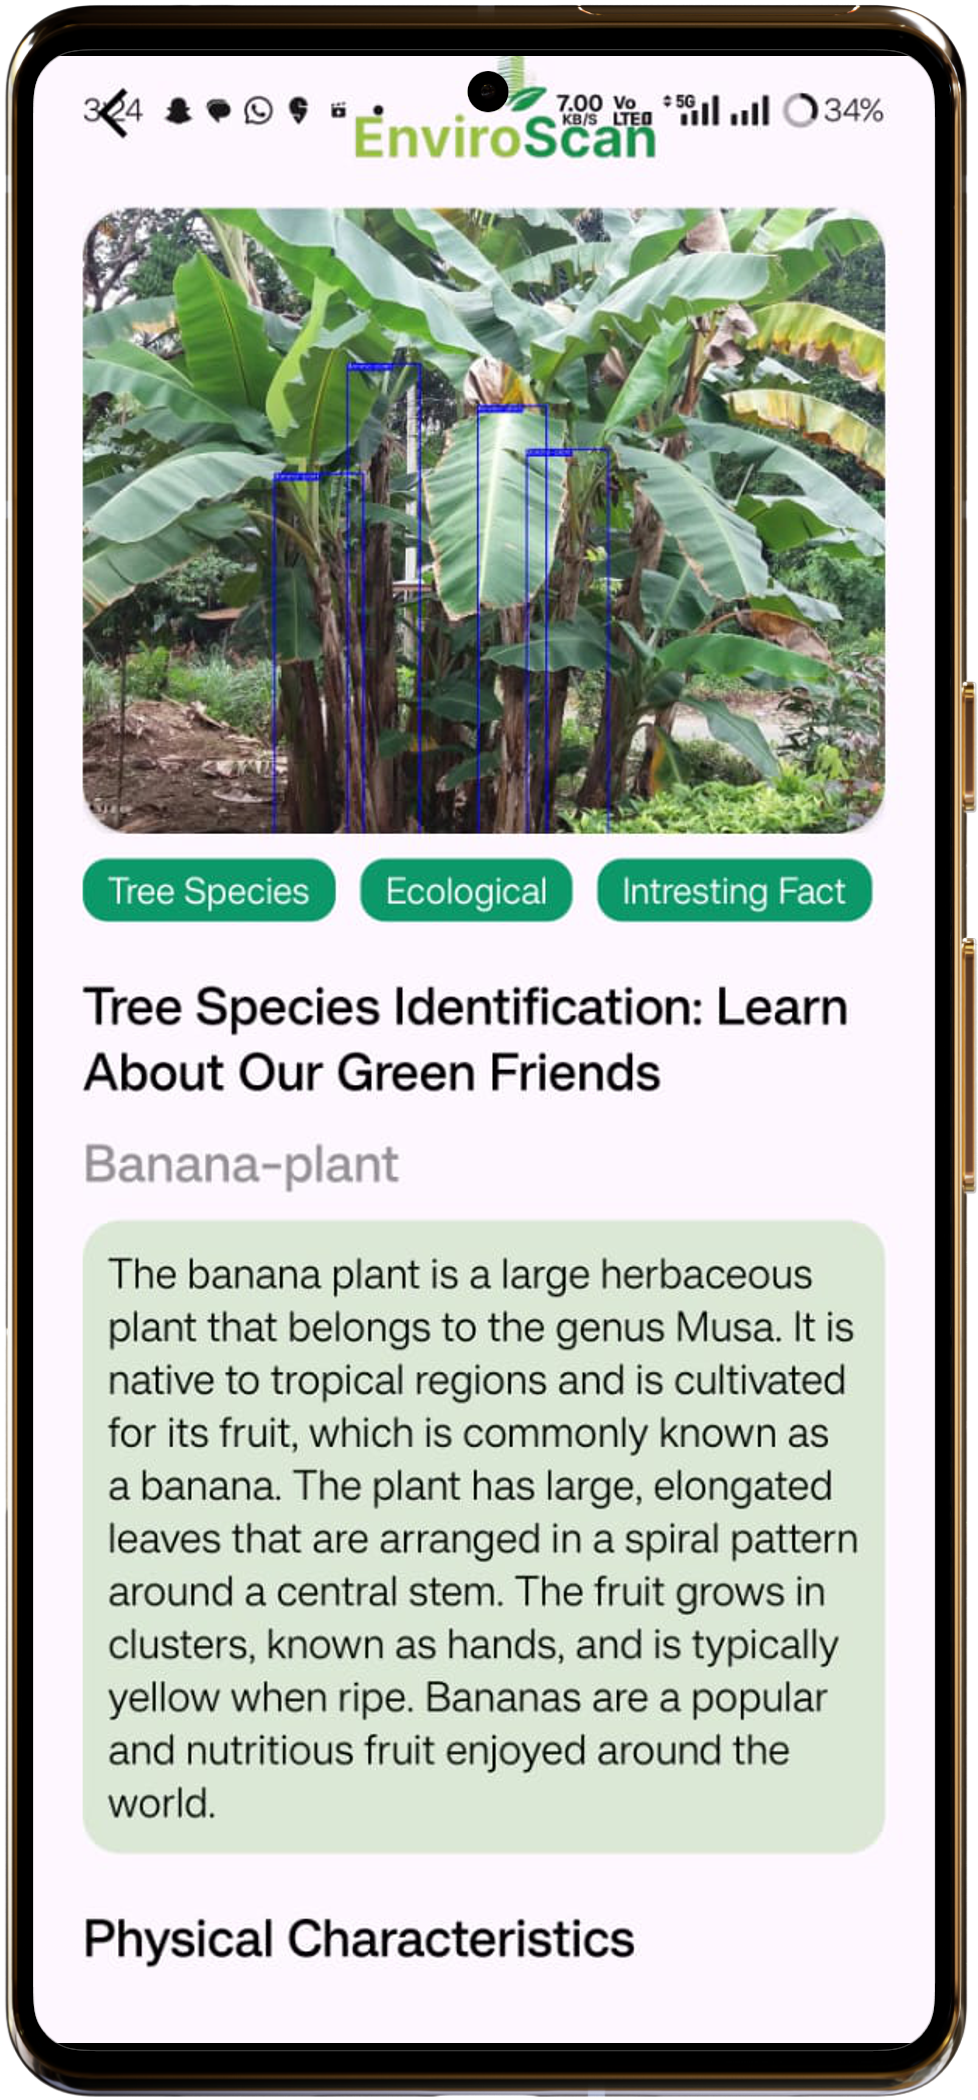 3:24
7.00
KB/S
Vo
LTE
5G
34%
EnviroScan
Tree Species
Ecological
Intresting Fact
Tree Species Identification: Learn
About Our Green Friends
Banana-plant
The banana plant is a large herbaceous
plant that belongs to the genus Musa. It is
native to tropical regions and is cultivated
for its fruit, which is commonly known as
a banana. The plant has large, elongated
leaves that are arranged in a spiral pattern
around a central stem. The fruit grows in
clusters, known as hands, and is typically
yellow when ripe. Bananas are a popular
and nutritious fruit enjoyed around the
world.
Physical Characteristics